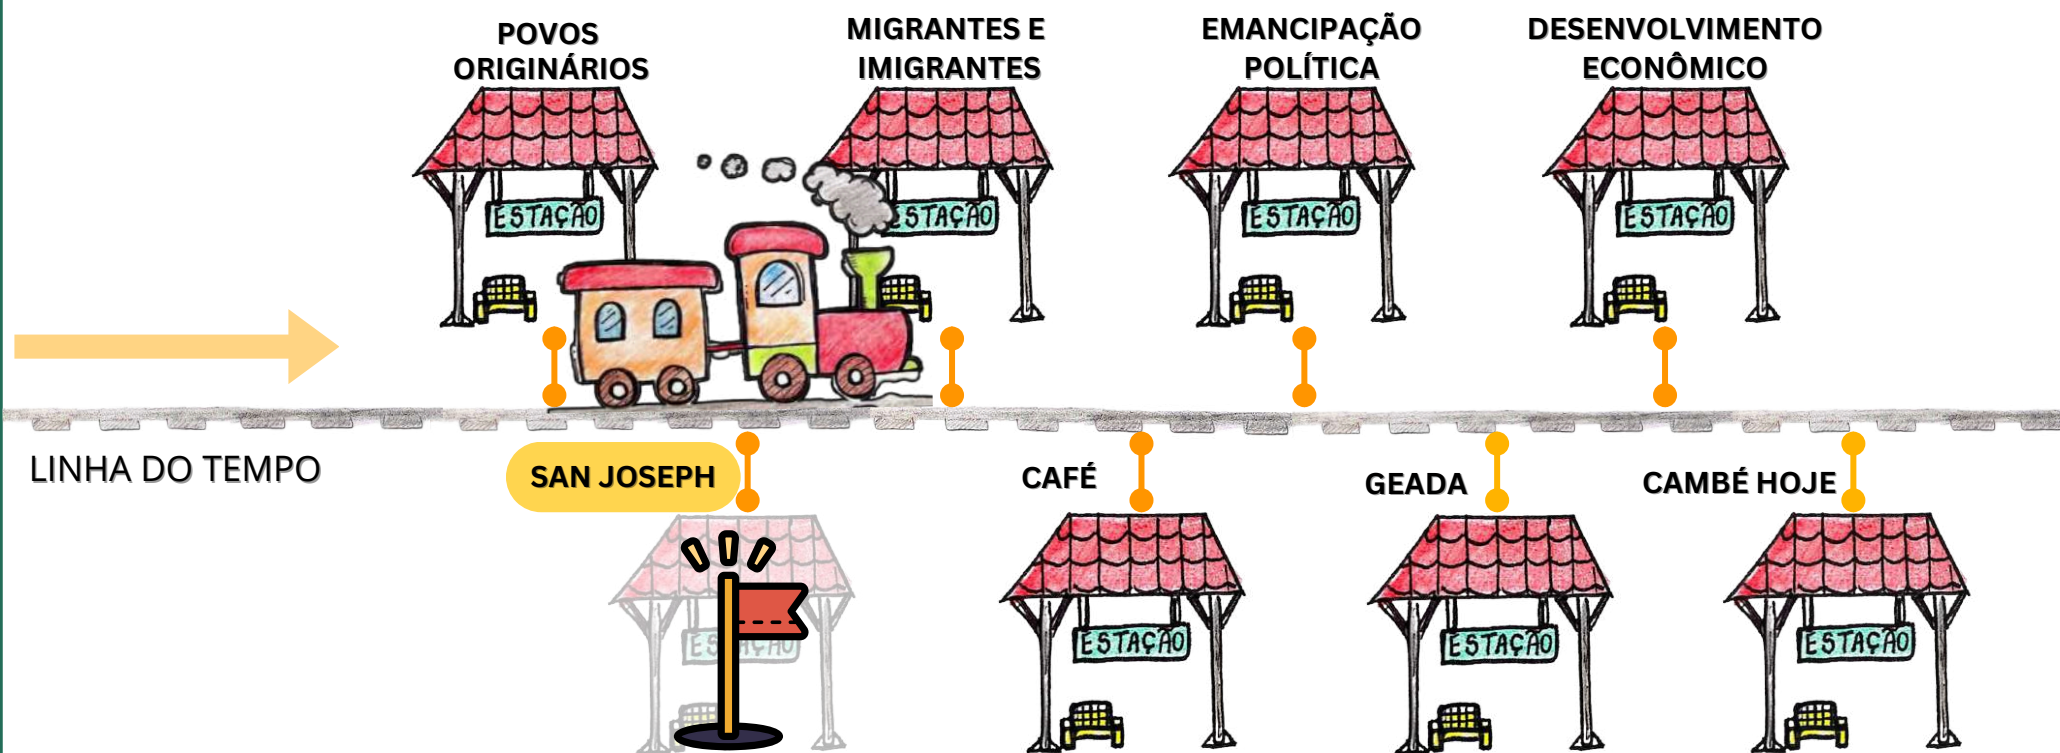 POVOS
ORIGINÁRIOS
MIGRANTES E
IMIGRANTES
EMANCIPAÇÃO
POLÍTICA
DESENVOLVIMENTO
ECONÔMICO
ESTAÇÃO
STAÇÃO
ESTAÇÃO
ESTAÇÃO
LINHA DO TEMPO
SAN JOSEPH
CAFÉ
GEADA
CAMBÉ HOJE
ESTAÇÃO
ESTAÇÃO
ESTAÇÃO